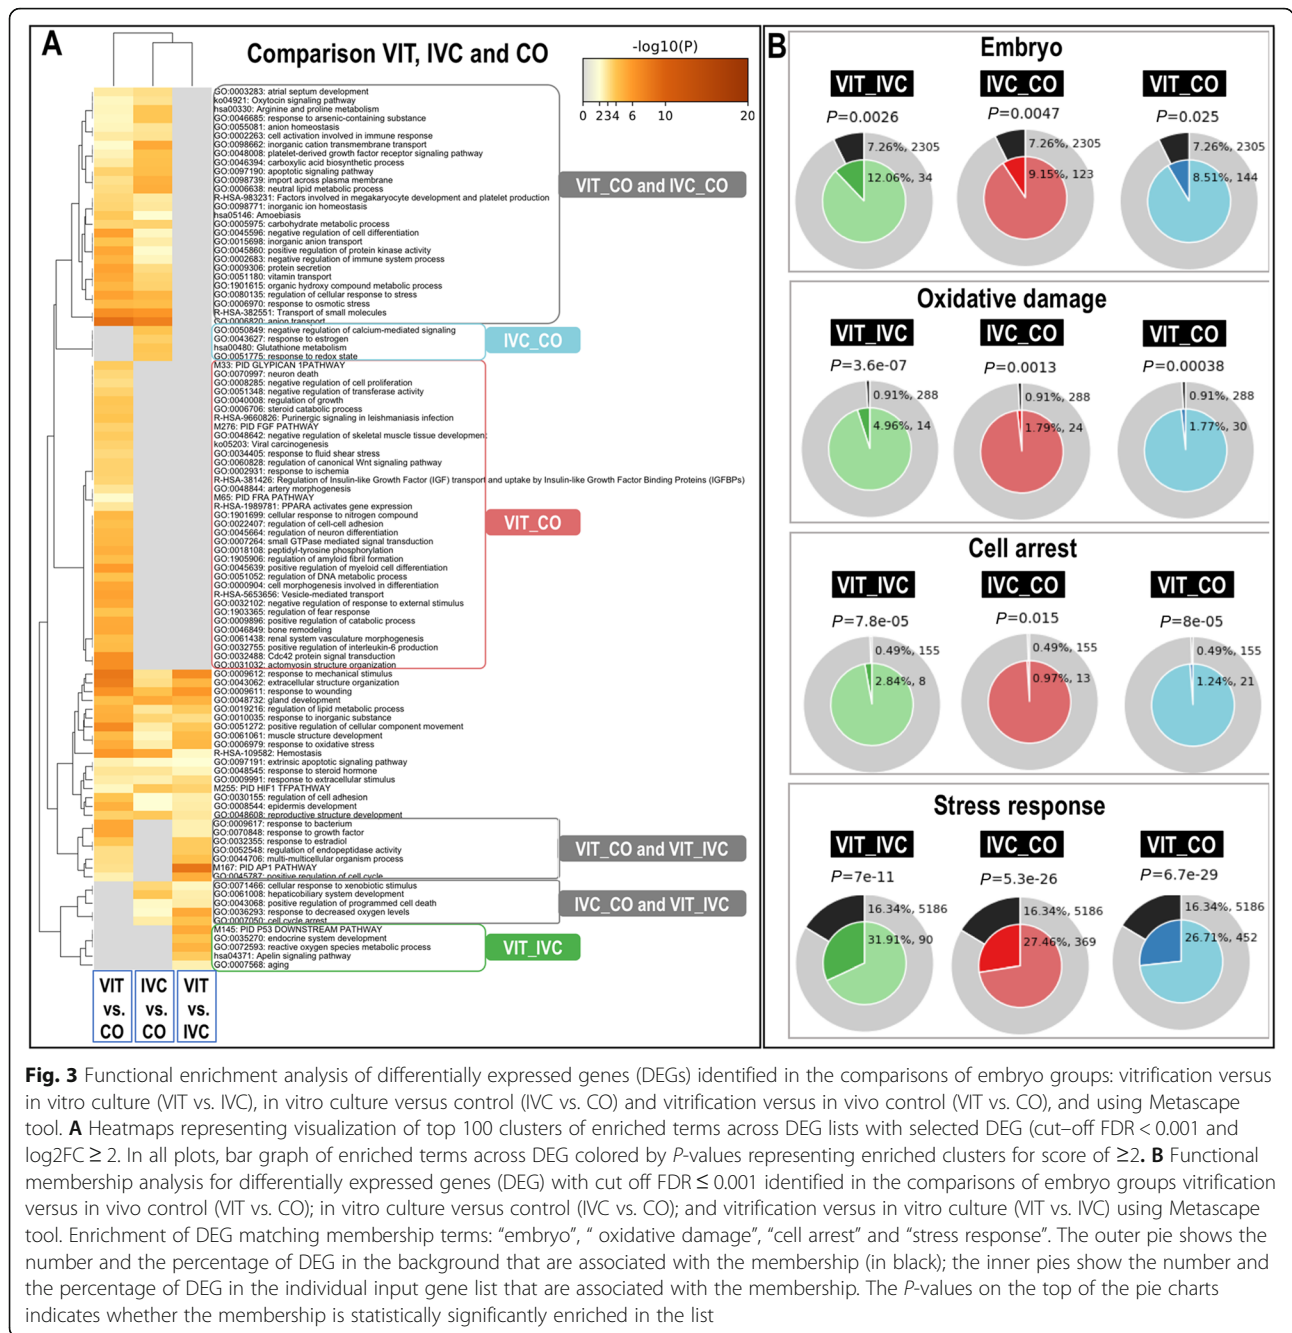 A
Comparison VIT, IVC and CO
-log10(P)
0 2 3 4 6 10 20
GO:0003283: atrial septum development
ko04921: Oxytocin signaling pathway
hsa00330: Arginine and proline metabolism
GO:0046685: response to arsenic-containing substance
GO:0055081: anion homeostasis
GO:0002263: cell activation involved in immune response
GO:0098662: inorganic cation transmembrane transport
GO:0048008: platelet-derived growth factor receptor signaling pathway
GO:0046394: carboxylic acid biosynthetic process
GO:0097190: apoptotic signaling pathway
GO:0098739: import across plasma membrane
GO:0006638: neutral lipid metabolic process
R-HSA-983231: Factors involved in megakaryocyte development and platelet production
GO:0098771: inorganic ion homeostasis
hsa05146: Amoebiasis
GO:0005975: carbohydrate metabolic process
GO:0045596: negative regulation of cell differentiation
GO:0015698: inorganic anion transport
GO:0045860: positive regulation of protein kinase activity
GO:0002683: negative regulation of immune system process
GO:0009306: protein secretion
GO:0051180: vitamin transport
GO:1901615: organic hydroxy compound metabolic process
GO:0080135: regulation of cellular response to stress
GO:0006970: response to osmotic stress
R-HSA-382551: Transport of small molecules
GO:0006820: anion transport
VIT_CO and IVC_CO
GO:0050849: negative regulation of calcium-mediated signaling
GO:0043627: response to estrogen
hsa00480: Glutathione metabolism
GO:0051775: response to redox state
IVC_CO
M33: PID GLYPICAN 1PATHWAY
GO:0070997: neuron death
GO:0008285: negative regulation of cell proliferation
GO:0051348: negative regulation of transferase activity
GO:0040008: regulation of growth
GO:0006706: steroid catabolic process
R-HSA-9660826: Purinergic signaling in leishmaniasis infection
M276: PID FGF PATHWAY
GO:0048642: negative regulation of skeletal muscle tissue development
ko05203: Viral carcinogenesis
GO:0034405: response to fluid shear stress
GO:0060828: regulation of canonical Wnt signaling pathway
GO:0002931: response to ischemia
R-HSA-381426: Regulation of Insulin-like Growth Factor (IGF) transport and uptake by Insulin-like Growth Factor Binding Proteins (IGFBPs)
GO:0048844: artery morphogenesis
M65: PID FRA PATHWAY
R-HSA-1989781: PPARA activates gene expression
GO:1901699: cellular response to nitrogen compound
GO:0022407: regulation of cell-cell adhesion
GO:0045664: regulation of neuron differentiation
GO:0007264: small GTPase mediated signal transduction
GO:0018108: peptidyl-tyrosine phosphorylation
GO:1905906: regulation of amyloid fibril formation
GO:0045639: positive regulation of myeloid cell differentiation
GO:0051052: regulation of DNA metabolic process
GO:0000904: cell morphogenesis involved in differentiation
R-HSA-5653656: Vesicle-mediated transport
GO:0032102: negative regulation of response to external stimulus
GO:1903365: regulation of fear response
GO:0009896: positive regulation of catabolic process
GO:0046849: bone remodeling
GO:0061438: renal system vasculature morphogenesis
GO:0032755: positive regulation of interleukin-6 production
GO:0032488: Cdc42 protein signal transduction
GO:0031032: actomyosin structure organization
VIT_CO
GO:0009612: response to mechanical stimulus
GO:0043062: extracellular structure organization
GO:0009611: response to wounding
GO:0048732: gland development
GO:0019216: regulation of lipid metabolic process
GO:0010035: response to inorganic substance
GO:0051272: positive regulation of cellular component movement
GO:0061061: muscle structure development
GO:0006979: response to oxidative stress
R-HSA-109582: Hemostasis
GO:0097191: extrinsic apoptotic signaling pathway
GO:0048545: response to steroid hormone
GO:0009991: response to extracellular stimulus
M255: PID HIF1 TFPATHWAY
GO:0030155: regulation of cell adhesion
GO:0008544: epidermis development
GO:0048608: reproductive structure development
GO:0009617: response to bacterium
GO:0070848: response to growth factor
GO:0032355: response to estradiol
GO:0052548: regulation of endopeptidase activity
GO:0044706: multi-multicellular organism process
M167: PID AP1 PATHWAY
GO:0045787: positive regulation of cell cycle
VIT_CO and VIT_IVC
GO:0071466: cellular response to xenobiotic stimulus
GO:0061008: hepaticobiliary system development
GO:0043068: positive regulation of programmed cell death
GO:0036293: response to decreased oxygen levels
GO:0007050: cell cycle arrest
IVC_CO and VIT_IVC
M145: PID P53 DOWNSTREAM PATHWAY
GO:0035270: endocrine system development
GO:0072593: reactive oxygen species metabolic process
hsa04371: Apelin signaling pathway
GO:0007568: aging
VIT_IVC
VIT vs. CO
IVC vs. CO
VIT vs. IVC
B
Embryo
VIT_IVC IVC_CO VIT_CO
P=0.0026 P=0.0047 P=0.025
7.26%, 2305 7.26%, 2305 7.26%, 2305
12.06%, 34 9.15%, 123 8.51%, 144
Oxidative damage
VIT_IVC IVC_CO VIT_CO
P=3.6e-07 P=0.0013 P=0.00038
0.91%, 288 0.91%, 288 0.91%, 288
4.96%, 14 1.79%, 24 1.77%, 30
Cell arrest
VIT_IVC IVC_CO VIT_CO
P=7.8e-05 P=0.015 P=8e-05
0.49%, 155 0.49%, 155 0.49%, 155
2.84%, 8 0.97%, 13 1.24%, 21
Stress response
VIT_IVC IVC_CO VIT_CO
P=7e-11 P=5.3e-26 P=6.7e-29
16.34%, 5186 16.34%, 5186 16.34%, 5186
31.91%, 90 27.46%, 369 26.71%, 452
Fig. 3 Functional enrichment analysis of differentially expressed genes (DEGs) identified in the comparisons of embryo groups: vitrification versus
in vitro culture (VIT vs. IVC), in vitro culture versus control (IVC vs. CO) and vitrification versus in vivo control (VIT vs. CO), and using Metascape
tool. A Heatmaps representing visualization of top 100 clusters of enriched terms across DEG lists with selected DEG (cut–off FDR < 0.001 and
log2FC ≥ 2. In all plots, bar graph of enriched terms across DEG colored by P-values representing enriched clusters for score of ≥2. B Functional
membership analysis for differentially expressed genes (DEG) with cut off FDR ≤ 0.001 identified in the comparisons of embryo groups vitrification
versus in vivo control (VIT vs. CO); in vitro culture versus control (IVC vs. CO); and vitrification versus in vitro culture (VIT vs. IVC) using Metascape
tool. Enrichment of DEG matching membership terms: “embryo”, “ oxidative damage”, “cell arrest” and “stress response”. The outer pie shows the
number and the percentage of DEG in the background that are associated with the membership (in black); the inner pies show the number and
the percentage of DEG in the individual input gene list that are associated with the membership. The P-values on the top of the pie charts
indicates whether the membership is statistically significantly enriched in the list